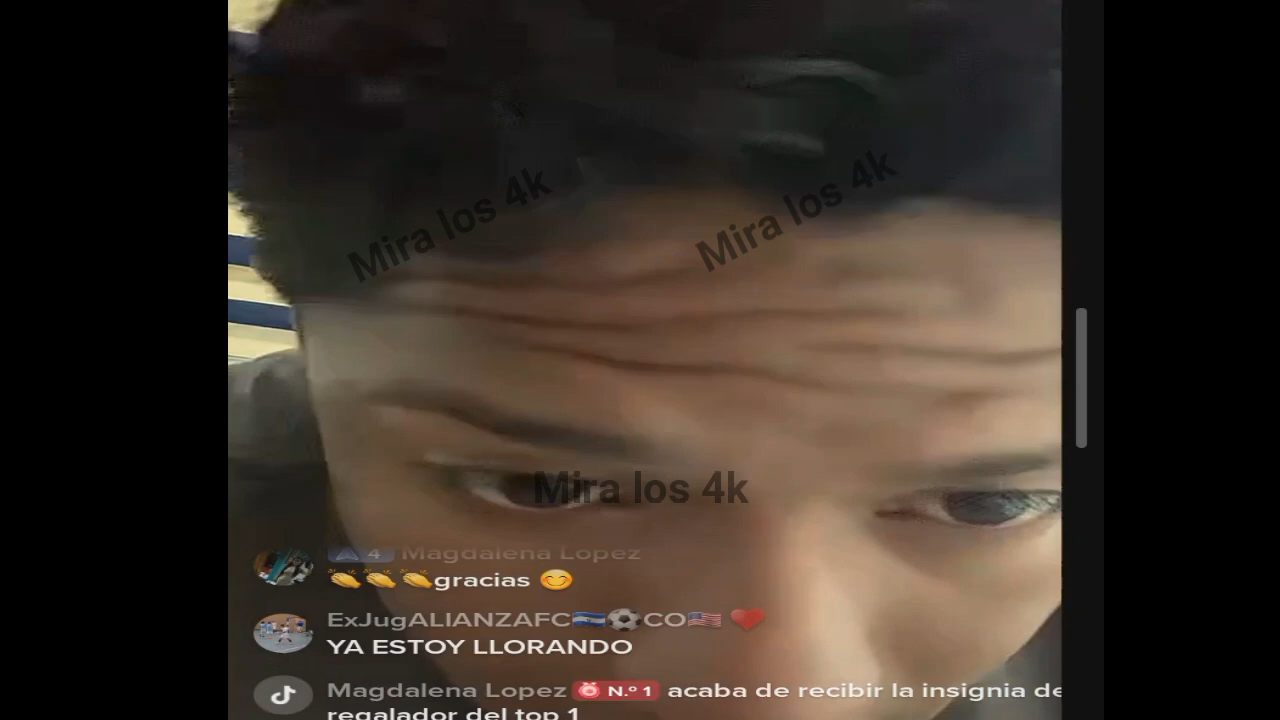 Mira los 4k
Mira los 4k
Mira los 4k
4 Magdalena Lopez
👏👏👏gracias 😊
ExJugALIANZAFC🇸🇻⚽CO🇺🇸 ❤️
YA ESTOY LLORANDO
Magdalena Lopez N.º 1 acaba de recibir la insignia de
regalador del top 1